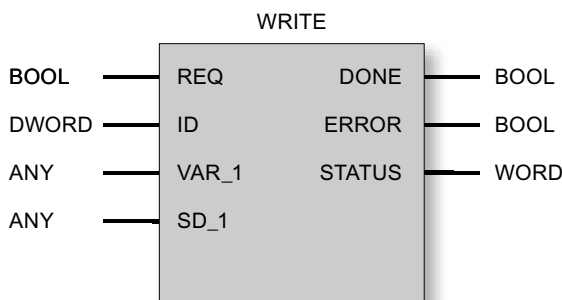 WRITE
BOOL REQ DONE BOOL
DWORD ID ERROR BOOL
ANY VAR_1 STATUS WORD
ANY SD_1